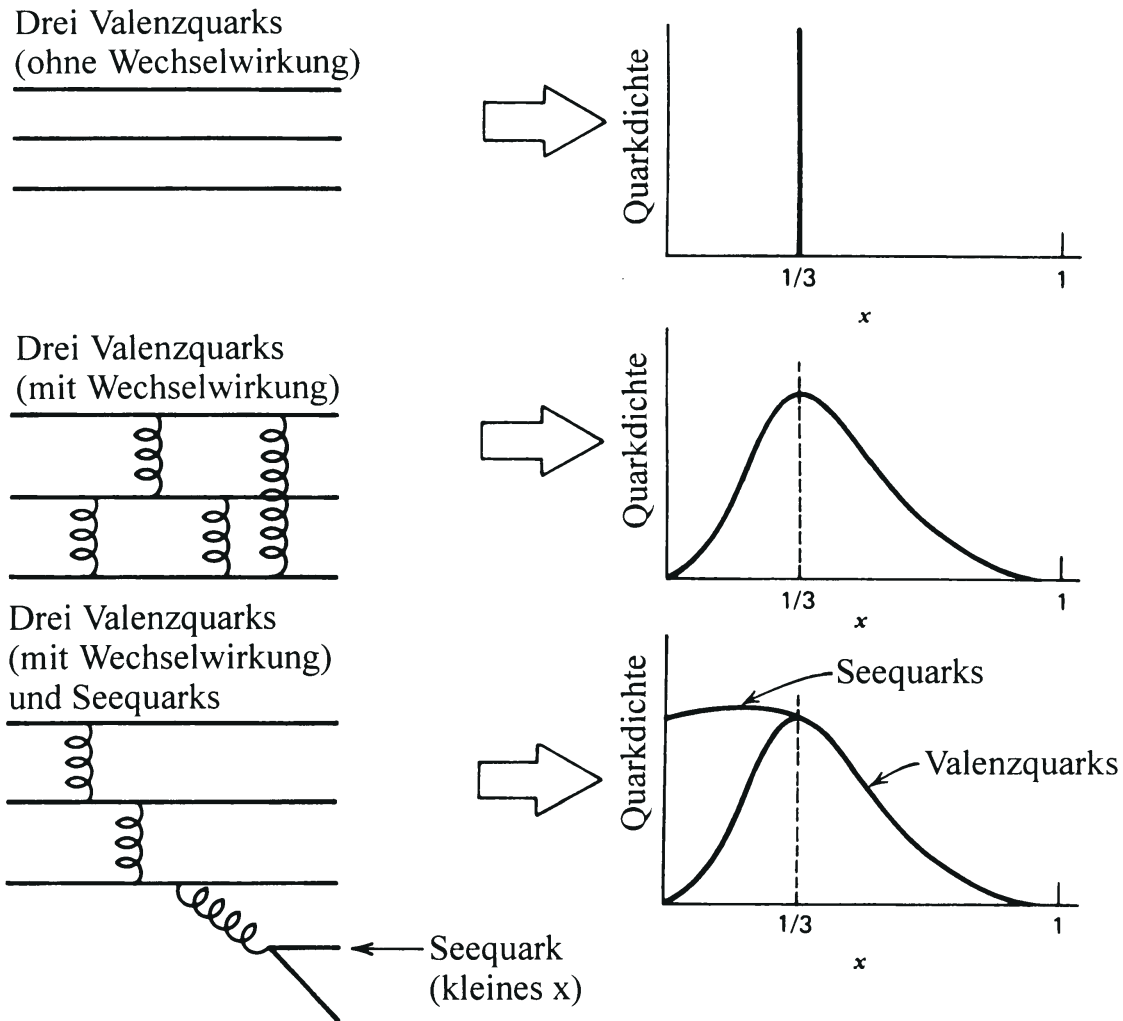 Drei Valenzquarks
(ohne Wechselwirkung)
Quarkdichte
1/3
1
x
Drei Valenzquarks
(mit Wechselwirkung)
Quarkdichte
1/3
1
x
Drei Valenzquarks
(mit Wechselwirkung)
und Seequarks
Quarkdichte
Seequarks
Valenzquarks
1/3
1
x
Seequark
(kleines x)